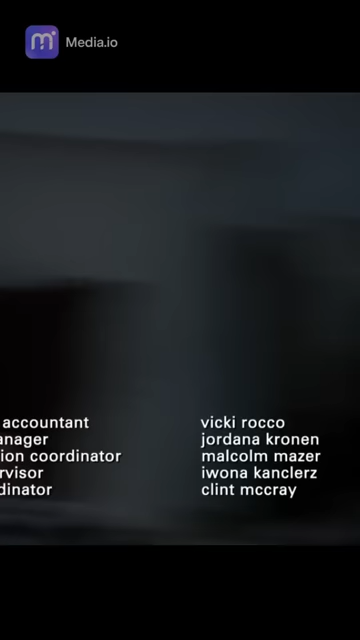 Media.io
accountant vicki rocco
anager jordana kronen
ion coordinator malcolm mazer
rvisor iwona kanclerz
dinator clint mccray